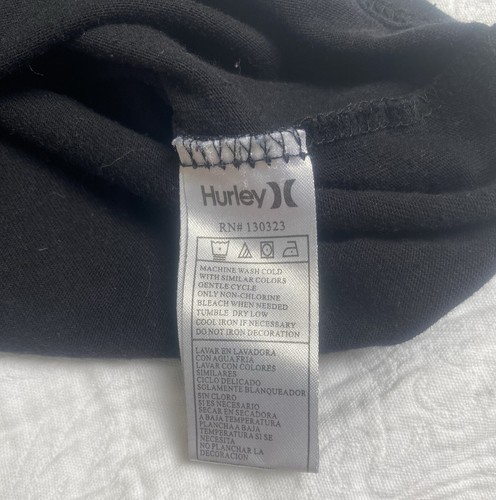 Hurley
RN# 130323
MACHINE WASH COLD
WITH SIMILAR COLORS
GENTLE CYCLE
ONLY NON-CHLORINE
BLEACH WHEN NEEDED
TUMBLE DRY LOW
COOL IRON IF NECESSARY
DO NOT IRON DECORATION
LAVAR EN LAVADORA
CON AGUA FRIA
LAVAR CON COLORES
SIMILARES
CICLO DELICADO
SOLAMENTE BLANQUEADOR
SIN CLORO
SI ES NECESARIO
SECAR EN SECADORA
A BAJA TEMPERATURA
PLANCHA A BAJA
TEMPERATURA SI SE
NECESITA
NO PLANCHAR LA
DECORACION